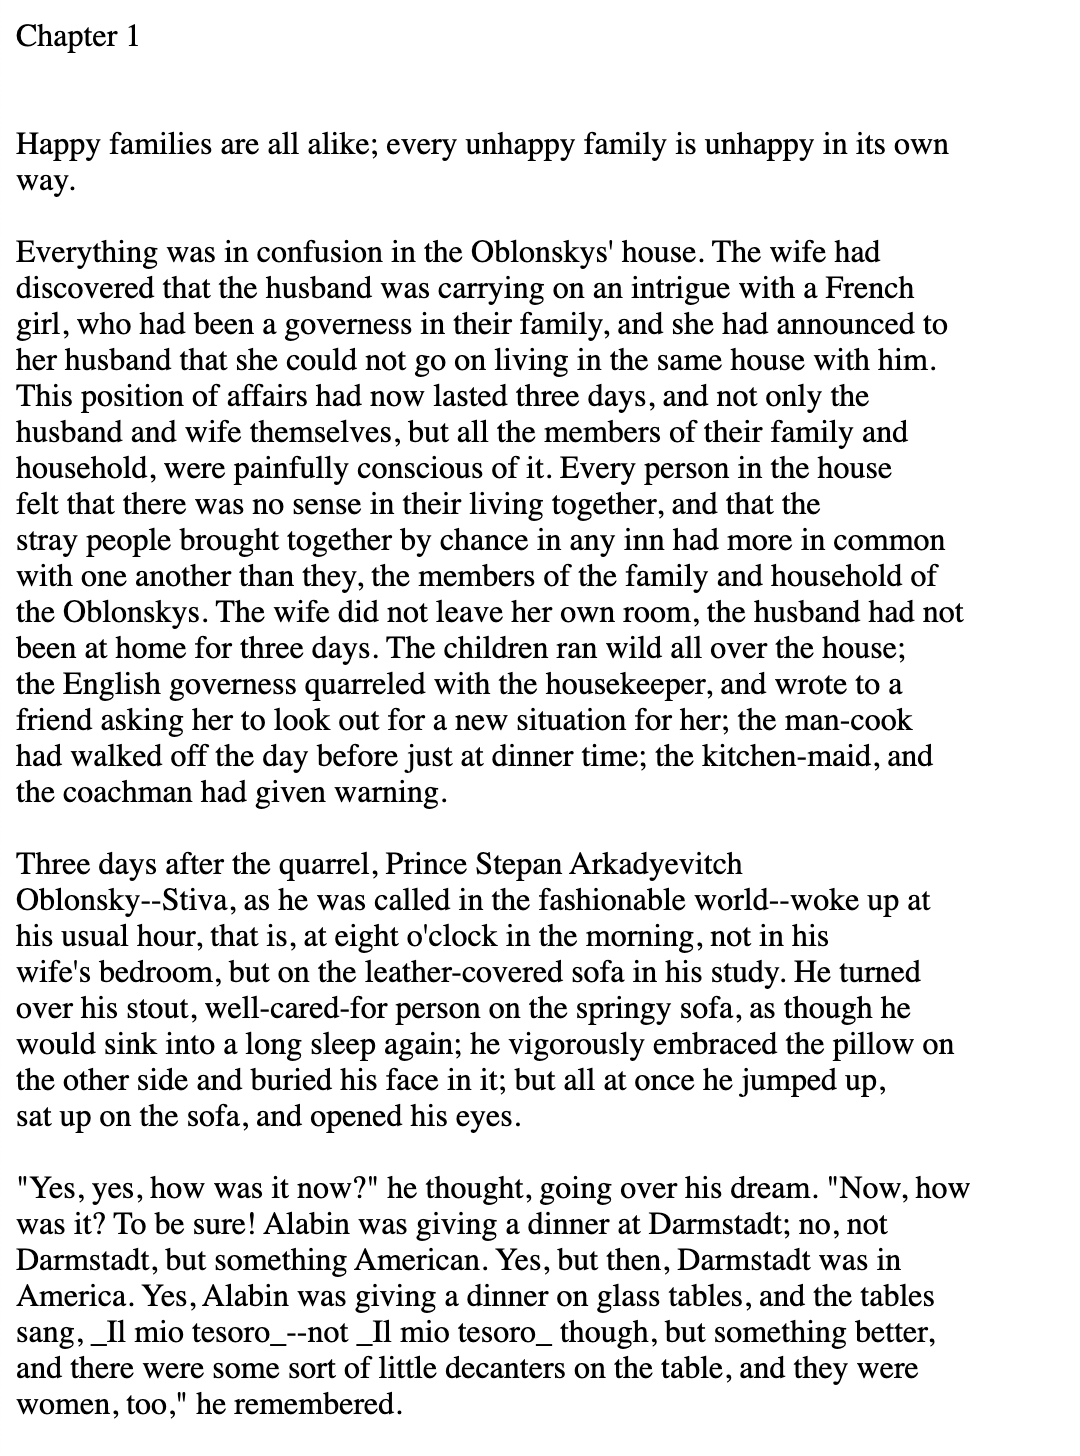 Chapter 1
Happy families are all alike; every unhappy family is unhappy in its own
way.
Everything was in confusion in the Oblonskys' house. The wife had
discovered that the husband was carrying on an intrigue with a French
girl, who had been a governess in their family, and she had announced to
her husband that she could not go on living in the same house with him.
This position of affairs had now lasted three days, and not only the
husband and wife themselves, but all the members of their family and
household, were painfully conscious of it. Every person in the house
felt that there was no sense in their living together, and that the
stray people brought together by chance in any inn had more in common
with one another than they, the members of the family and household of
the Oblonskys. The wife did not leave her own room, the husband had not
been at home for three days. The children ran wild all over the house;
the English governess quarreled with the housekeeper, and wrote to a
friend asking her to look out for a new situation for her; the man-cook
had walked off the day before just at dinner time; the kitchen-maid, and
the coachman had given warning.
Three days after the quarrel, Prince Stepan Arkadyevitch
Oblonsky--Stiva, as he was called in the fashionable world--woke up at
his usual hour, that is, at eight o'clock in the morning, not in his
wife's bedroom, but on the leather-covered sofa in his study. He turned
over his stout, well-cared-for person on the springy sofa, as though he
would sink into a long sleep again; he vigorously embraced the pillow on
the other side and buried his face in it; but all at once he jumped up,
sat up on the sofa, and opened his eyes.
"Yes, yes, how was it now?" he thought, going over his dream. "Now, how
was it? To be sure! Alabin was giving a dinner at Darmstadt; no, not
Darmstadt, but something American. Yes, but then, Darmstadt was in
America. Yes, Alabin was giving a dinner on glass tables, and the tables
sang, _Il mio tesoro_--not _Il mio tesoro_ though, but something better,
and there were some sort of little decanters on the table, and they were
women, too," he remembered.